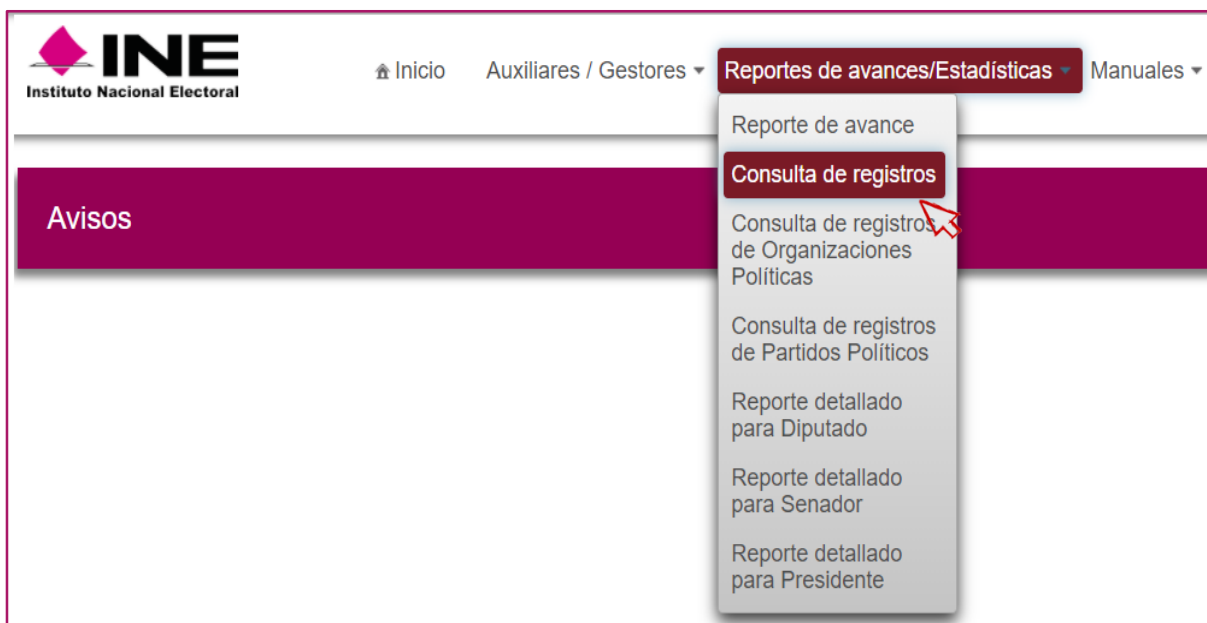 INE
Instituto Nacional Electoral
Inicio
Auxiliares / Gestores
Reportes de avances/Estadísticas
Manuales
Reporte de avance
Consulta de registros
Avisos
Consulta de registros
de Organizaciones
Políticas
Consulta de registros
de Partidos Políticos
Reporte detallado
para Diputado
Reporte detallado
para Senador
Reporte detallado
para Presidente